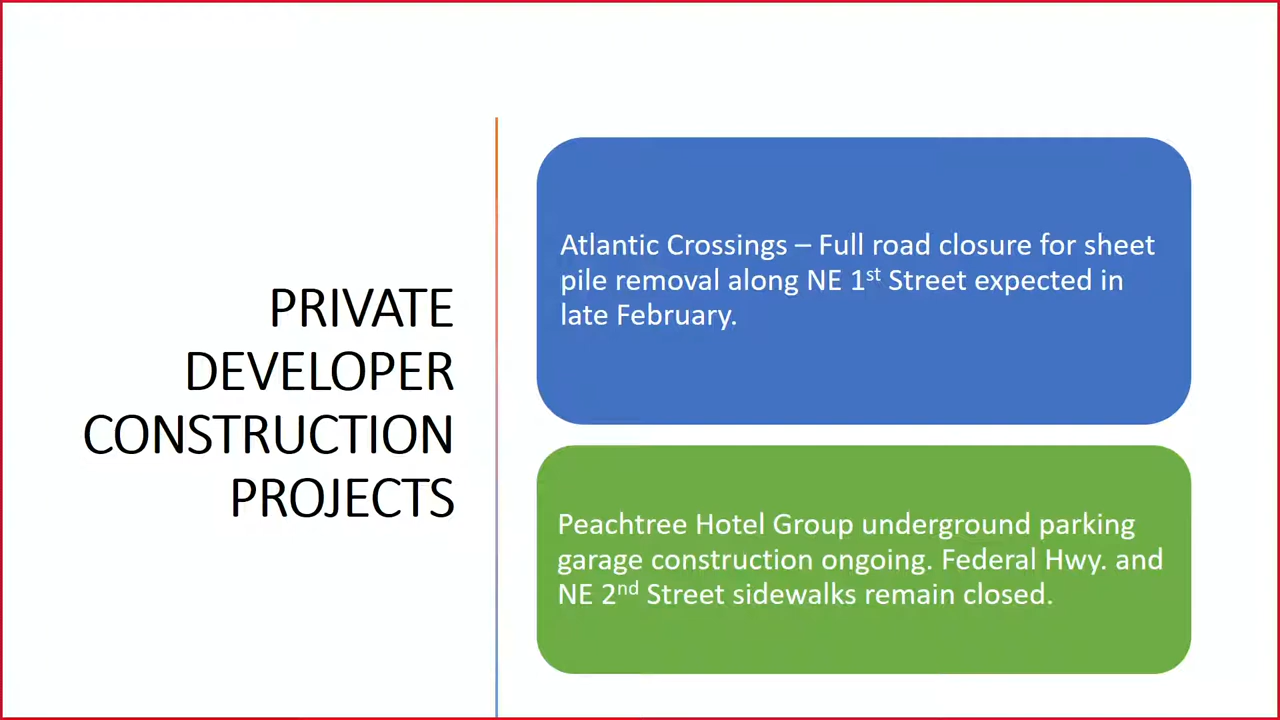 PRIVATE
DEVELOPER
CONSTRUCTION
PROJECTS
Atlantic Crossings – Full road closure for sheet
pile removal along NE 1st Street expected in
late February.
Peachtree Hotel Group underground parking
garage construction ongoing. Federal Hwy. and
NE 2nd Street sidewalks remain closed.